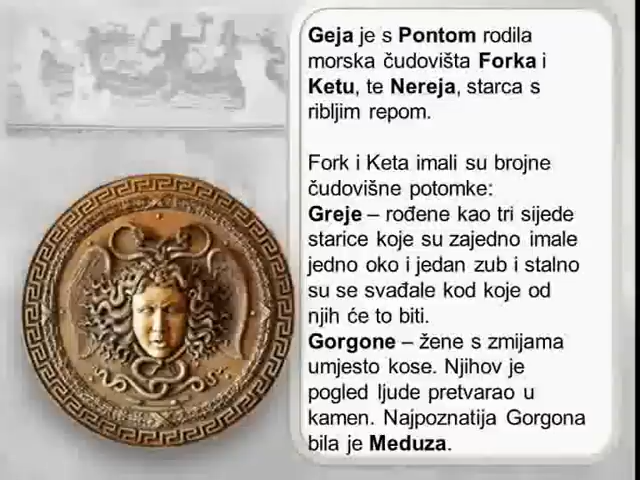 Geja je s Pontom rodila
morska čudovišta Forka i
Ketu, te Nereja, starca s
ribljim repom.
Fork i Keta imali su brojne
čudovišne potomke:
Greje – rođene kao tri sijede
starice koje su zajedno imale
jedno oko i jedan zub i stalno
su se svađale kod koje od
njih će to biti.
Gorgone – žene s zmijama
umjesto kose. Njihov je
pogled ljude pretvarao u
kamen. Najpoznatija Gorgona
bila je Meduza.